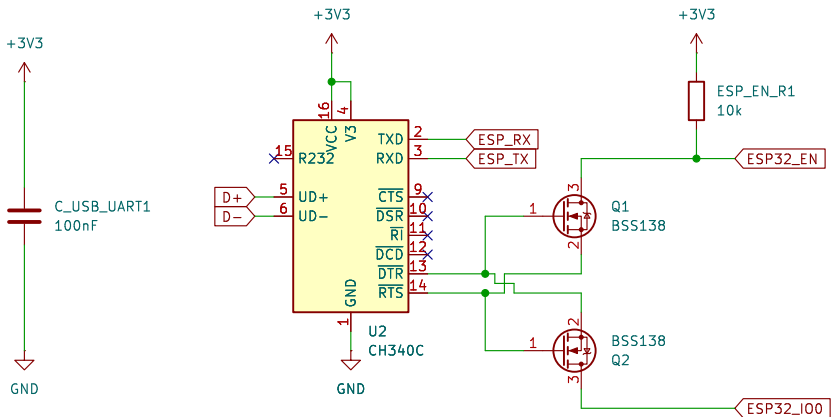 +3V3
+3V3
+3V3
ESP_EN_R1
10k
16
4
VCC
V3
TXD
2
ESP_RX
15
R232
RXD
3
ESP_TX
ESP32_EN
C_USB_UART1
100nF
D+
5
UD+
CTS
9
D-
6
UD-
DSR
10
RI
11
DCD
12
DTR
13
RTS
14
3
1
2
Q1
BSS138
GND
1
U2
CH340C
2
1
3
BSS138
Q2
GND
GND
ESP32_IO0